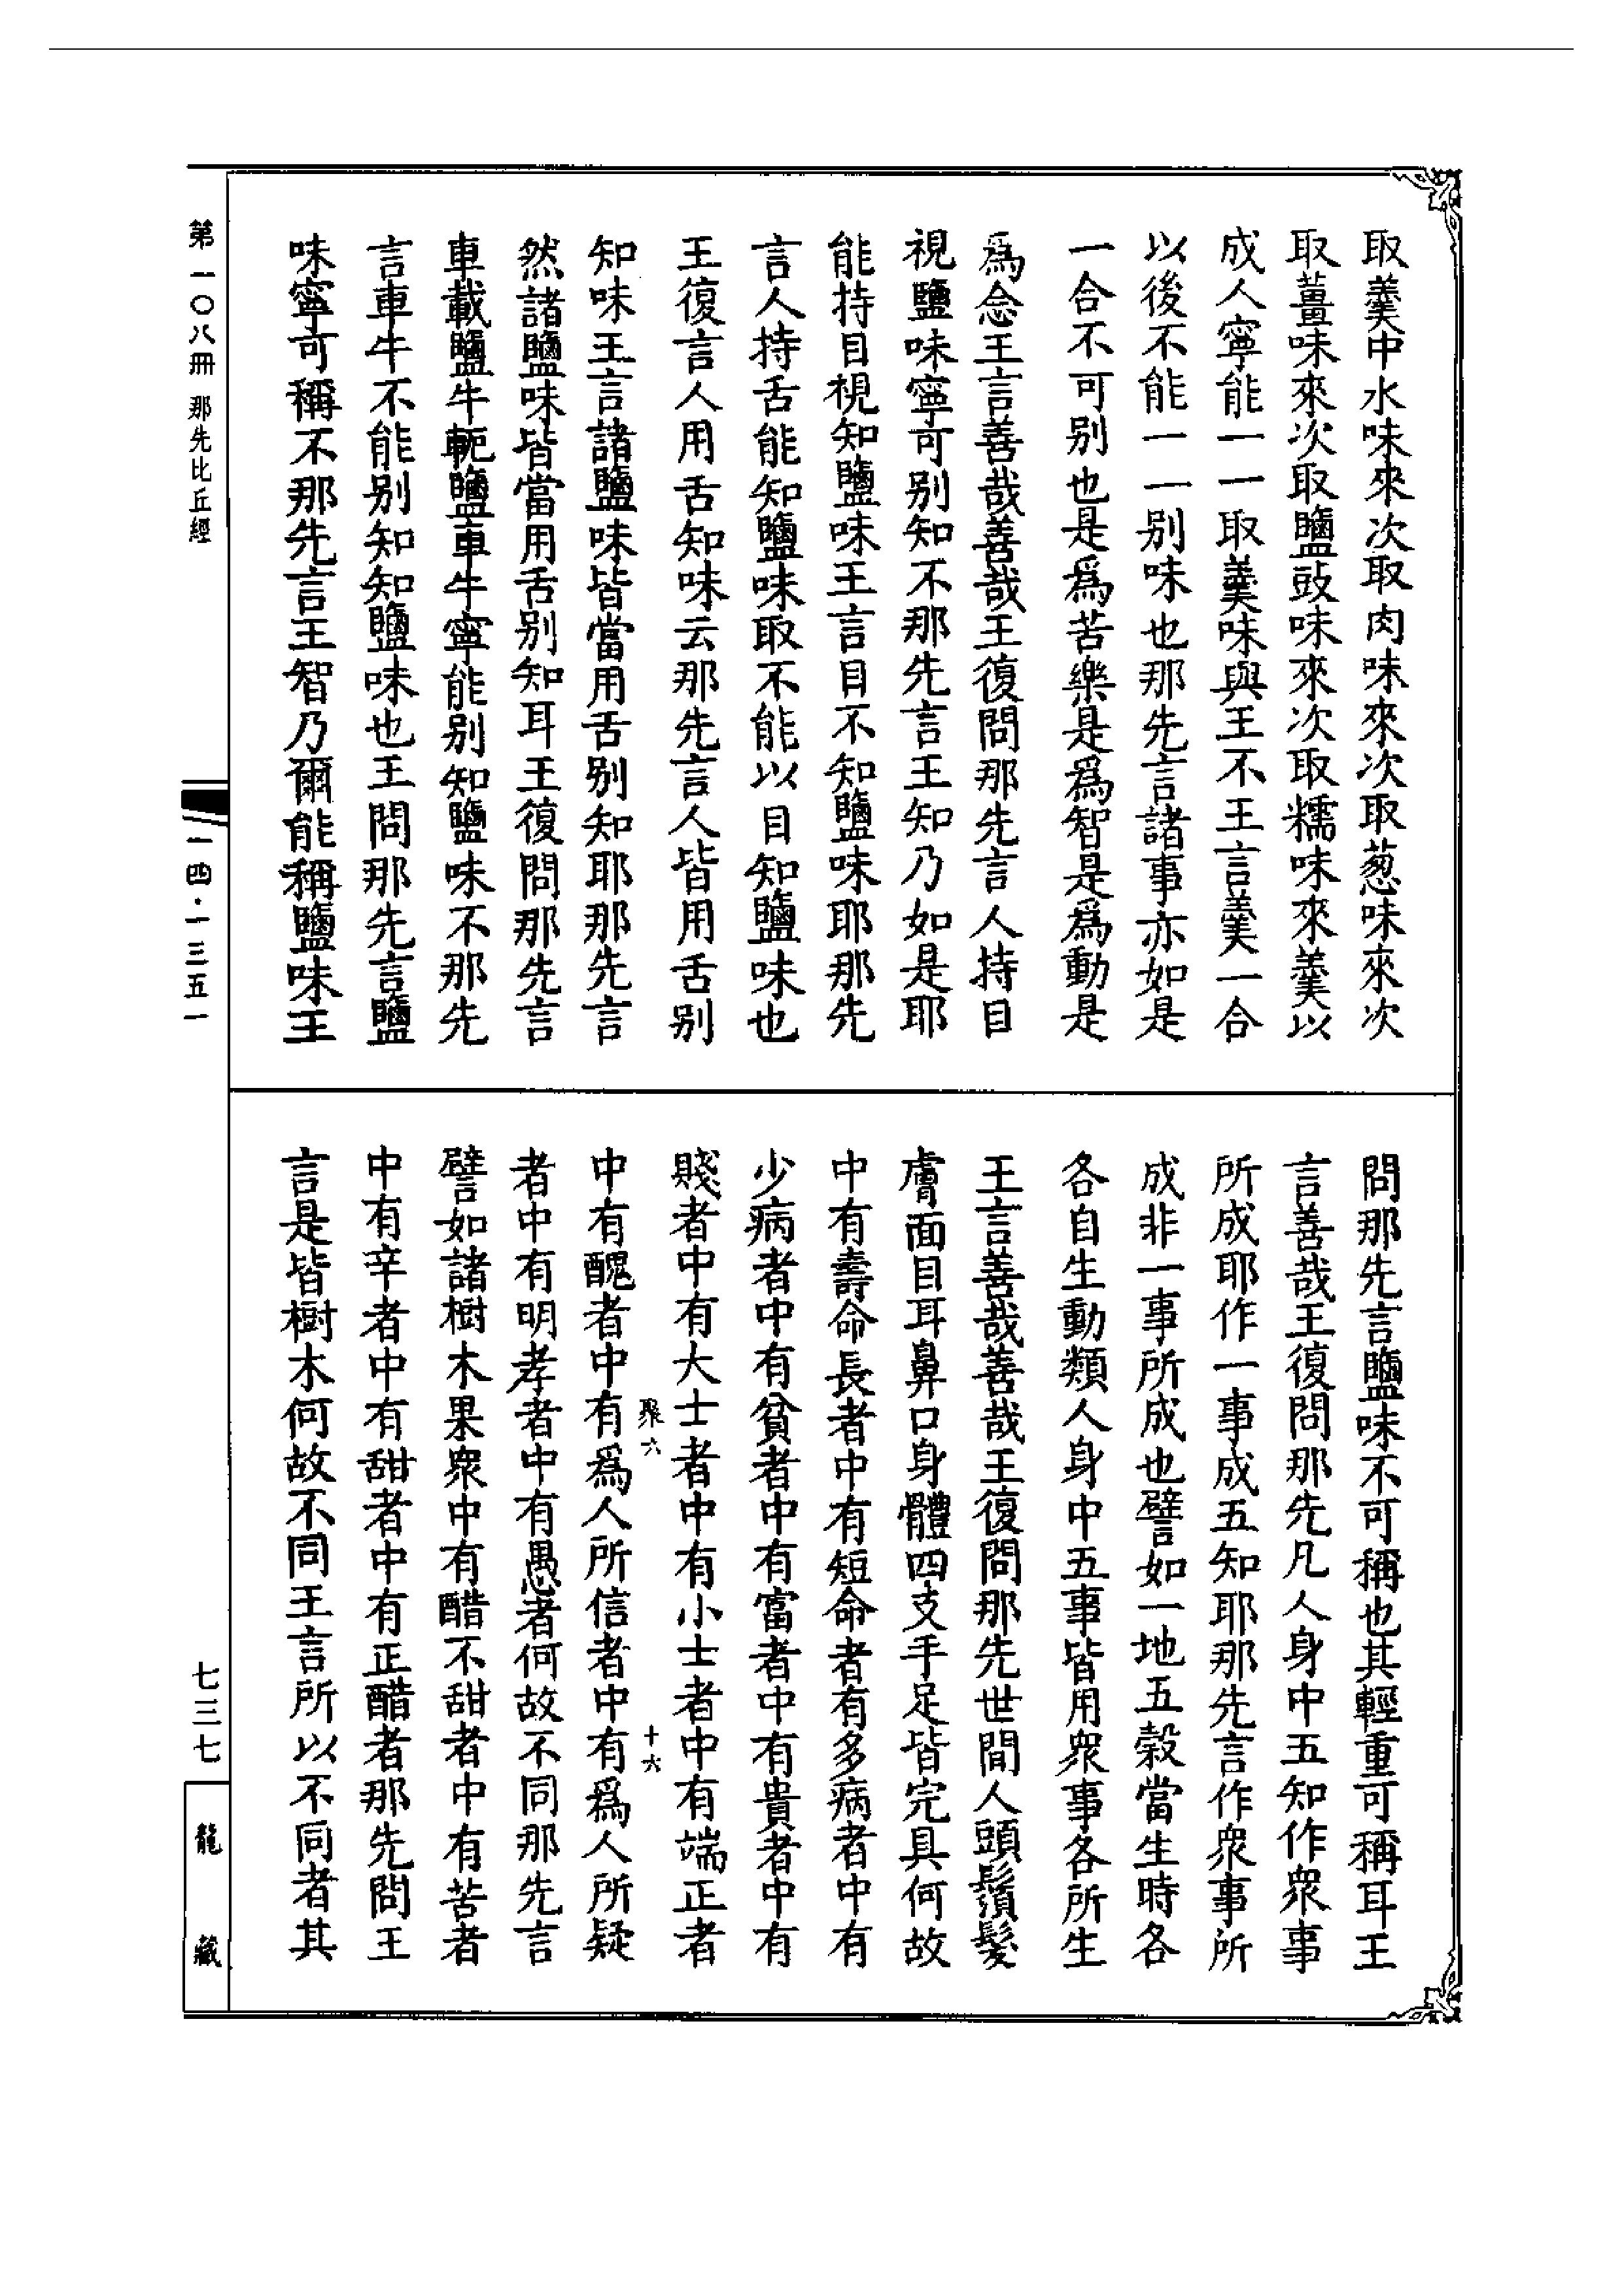 取羹中水味來次取肉味來次取葱味來次
取薑味來次取鹽豉味來次取糯味來羹以
成人寧能一一取羹味與王不王言羹一合
以後不能一一别味也那先言諸事亦如是
一合不可别也是爲苦樂是爲智是爲動是
爲念王言善哉善哉王復問那先言人持目
視鹽味寧可别知不那先言王知乃如是耶
能持目視知鹽味王言目不知鹽味耶那先
言人持舌能知鹽味取不能以目知鹽味也
王復言人用舌知味云那先言人皆用舌别
知味王言諸鹽味皆當用舌别知耶那先言
然諸鹽味皆當用舌别知耳王復問那先言
車載鹽牛軛鹽車牛寧能别知鹽味不那先
言車牛不能别知知鹽味也王問那先言鹽
味寧可稱不那先言王智乃爾能稱鹽味王
問那先言鹽味不可稱也其輕重可稱耳王
言善哉王復問那先凡人身中五知作衆事
所成耶作一事成五知耶那先言作衆事所
成非一事所成也譬如一地五穀當生時各
各自生動類人身中五事皆用衆事各所生
王言善哉善哉王復問那先世間人頭鬚髮
膚面目耳鼻口身體四支手足皆完具何故
中有壽命長者中有短命者有多病者中有
少病者中有貧者中有富者中有貴者中有
賤者中有大士者中有小士者中有端正者
聚六 十六
中有醜者中有爲人所信者中有爲人所疑
者中有明孝者中有愚者何故不同那先言
譬如諸樹木果衆中有醋不甜者中有苦者
中有辛者中有甜者中有正醋者那先問王
言是皆樹木何故不同王言所以不同者其
第一〇八冊 那先比丘經
一四·一三五一
七三七
龍藏